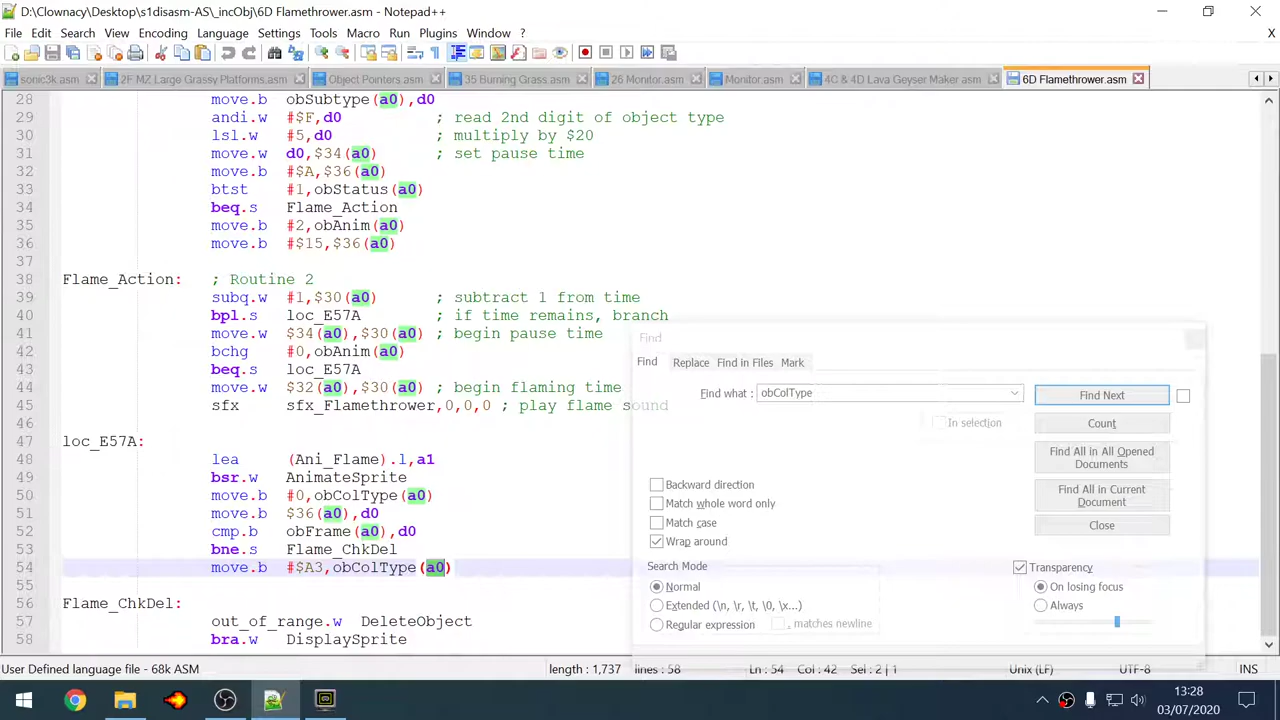 D:\Clownacy\Desktop\s1disasm-AS\_incObj\6D Flamethrower.asm - Notepad++
File Edit Search View Encoding Language Settings Tools Macro Run Plugins Window ? X
sonic3k.asm 2F MZ Large Grassy Platforms.asm Object Pointers.asm 35 Burning Grass.asm 26 Monitor.asm Monitor.asm 4C & 4D Lava Geyser Maker.asm 6D Flamethrower.asm
28 move.b obSubtype(a0),d0
29 andi.w #$F,d0 ; read 2nd digit of object type
30 lsl.w #5,d0 ; multiply by $20
31 move.w d0,$34(a0) ; set pause time
32 move.b #$A,$36(a0)
33 btst #1,obStatus(a0)
34 beq.s Flame_Action
35 move.b #2,obAnim(a0)
36 move.b #$15,$36(a0)
37
38 Flame_Action: ; Routine 2
39 subq.w #1,$30(a0) ; subtract 1 from time
40 bpl.s loc_E57A ; if time remains, branch
41 move.w $34(a0),$30(a0) ; begin pause time
42 bchg #0,obAnim(a0)
43 beq.s loc_E57A
44 move.w $32(a0),$30(a0) ; begin flaming time
45 sfx sfx_Flamethrower,0,0,0 ; play flame sound
46
47 loc_E57A:
48 lea (Ani_Flame).l,a1
49 bsr.w AnimateSprite
50 move.b #0,obColType(a0)
51 move.b $36(a0),d0
52 cmp.b obFrame(a0),d0
53 bne.s Flame_ChkDel
54 move.b #$A3,obColType(a0)
55
56 Flame_ChkDel:
57 out_of_range.w DeleteObject
58 bra.w DisplaySprite
Find
Find Replace Find in Files Mark
Find what : obColType Find Next
In selection Count
Find All in All Opened Documents
Backward direction
Match whole word only Find All in Current Document
Match case Close
Wrap around
Search Mode Transparency
Normal On losing focus
Extended (\n, \r, \t, \0, \x...) Always
Regular expression . matches newline
User Defined language file - 68k ASM length : 1,737 lines : 58 Ln : 54 Col : 42 Sel : 2 | 1 Unix (LF) UTF-8 INS
13:28
03/07/2020